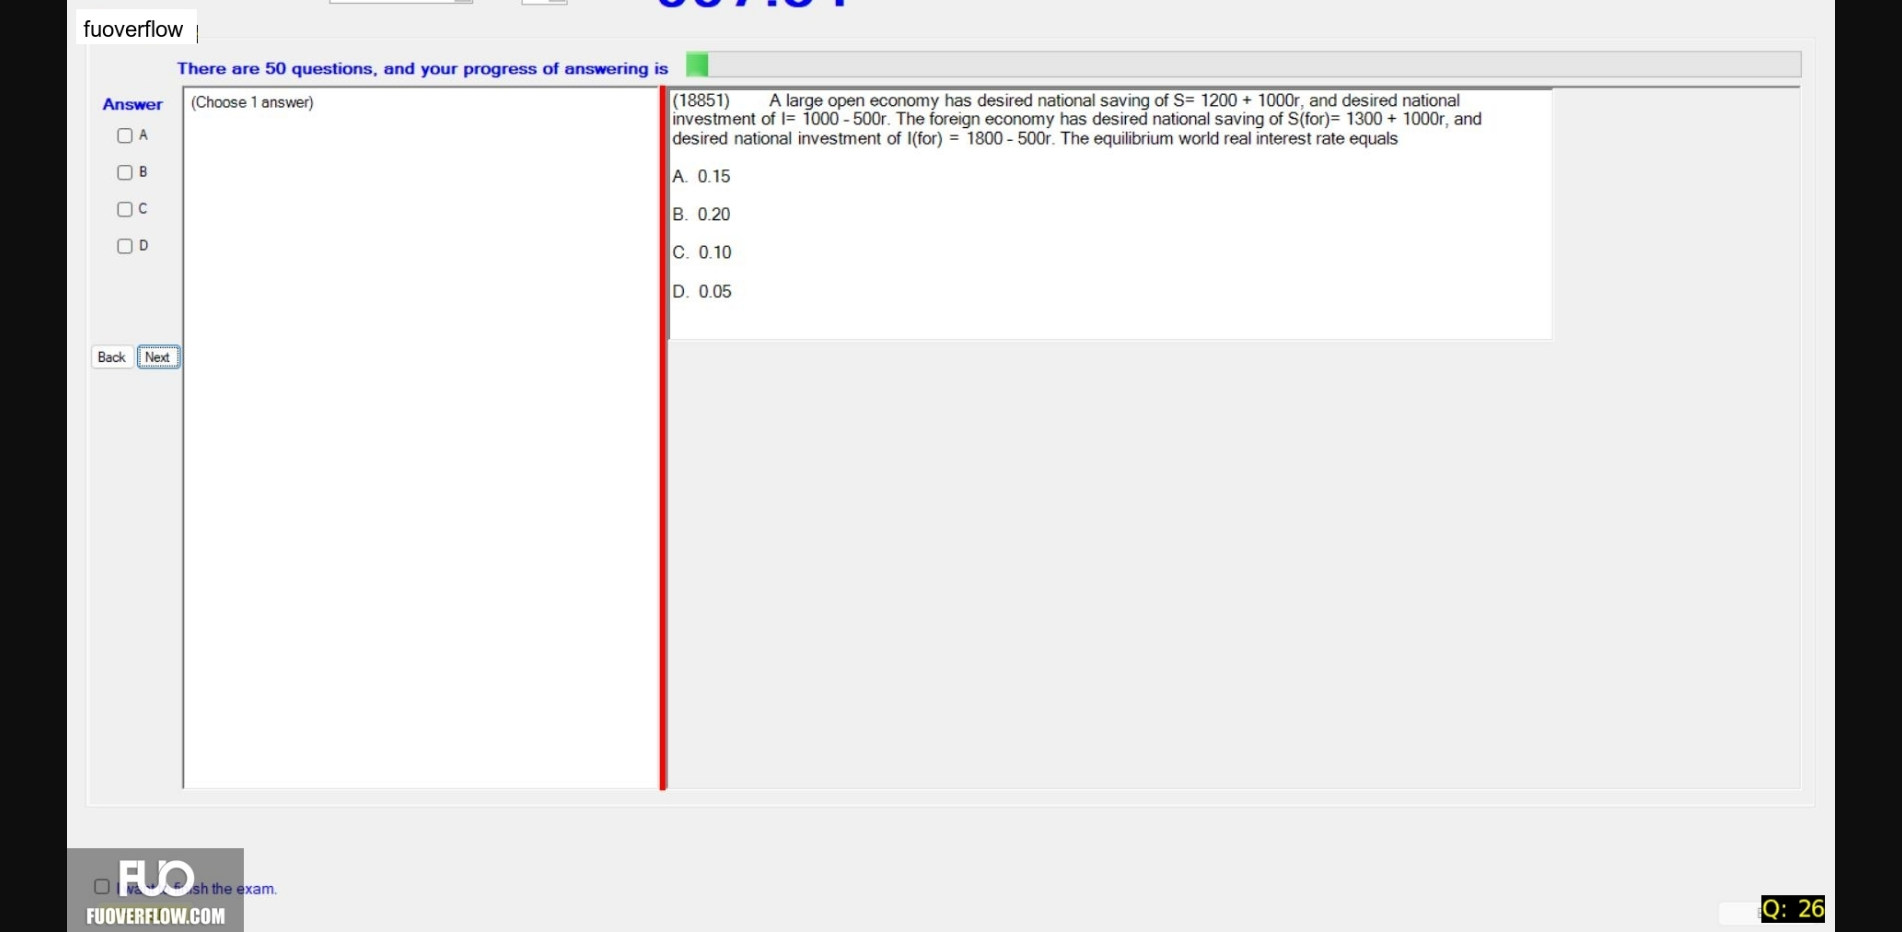 fuoverflow
There are 50 questions, and your progress of answering is
Answer
(Choose 1 answer)
A
B
C
D
Back
Next
(18851) A large open economy has desired national saving of S= 1200 + 1000r, and desired national
investment of I= 1000 - 500r. The foreign economy has desired national saving of S(for)= 1300 + 1000r, and
desired national investment of I(for) = 1800 - 500r. The equilibrium world real interest rate equals
A. 0.15
B. 0.20
C. 0.10
D. 0.05
the exam.
FUO
FUOVERFLOW.COM
Q: 26